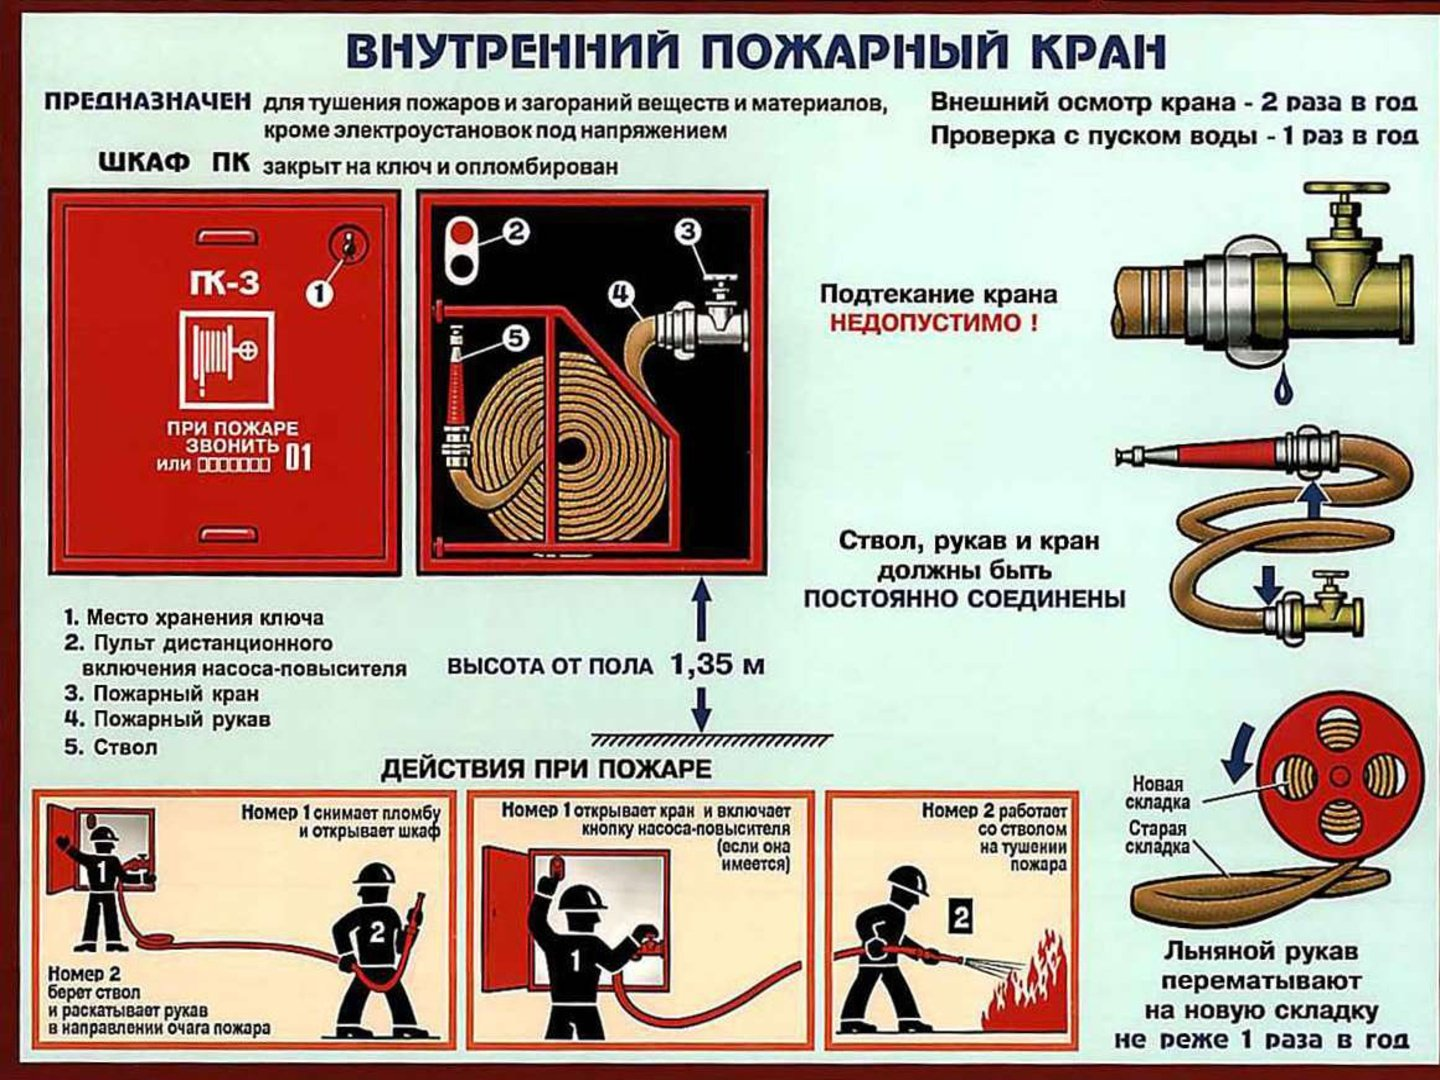 ВНУТРЕННИЙ ПОЖАРНЫЙ КРАН
ПРЕДНАЗНАЧЕН для тушения пожаров и загораний веществ и материалов,
кроме электроустановок под напряжением
ШКАФ ПК закрыт на ключ и опломбирован
Внешний осмотр крана - 2 раза в год
Проверка с пуском воды - 1 раз в год
1
ПК-3
ПРИ ПОЖАРЕ
ЗВОНИТЬ
ИЛИ 01
2
3
4
5
Подтекание крана
НЕДОПУСТИМО !
Ствол, рукав и кран
должны быть
ПОСТОЯННО СОЕДИНЕНЫ
1. Место хранения ключа
2. Пульт дистанционного
включения насоса-повысителя
3. Пожарный кран
4. Пожарный рукав
5. Ствол
ВЫСОТА ОТ ПОЛА 1,35 м
ДЕЙСТВИЯ ПРИ ПОЖАРЕ
Номер 1 снимает пломбу
и открывает шкаф
1
2
Номер 2
берет ствол
и раскатывает рукав
в направлении очага пожара
Номер 1 открывает кран и включает
кнопку насоса-повысителя
(если она
имеется)
1
Номер 2 работает
со стволом
на тушении
пожара
2
Новая
складка
Старая
складка
Льняной рукав
перематывают
на новую складку
не реже 1 раза в год